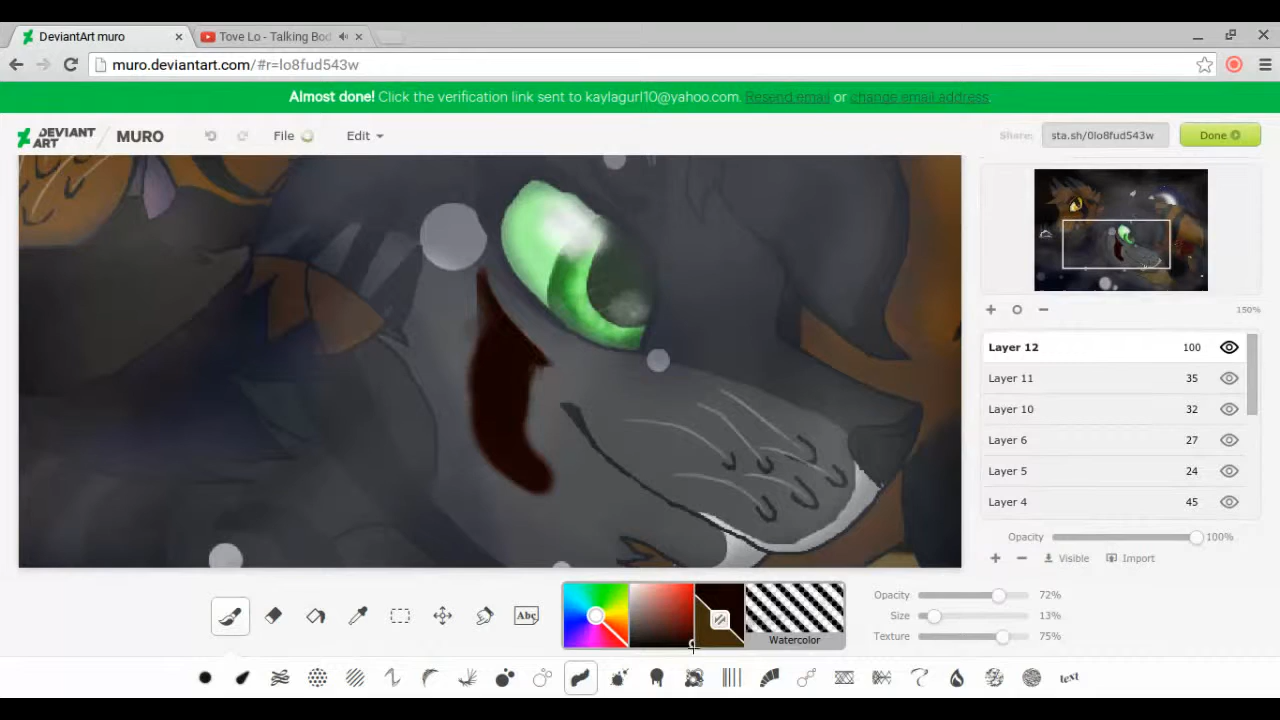 DeviantArt muro
Tove Lo - Talking Bod
muro.deviantart.com/#r=lo8fud543w
Almost done! Click the verification link sent to kaylagurl10@yahoo.com. Resend email or change email address.
DEVIANT ART
MURO
File
Edit
Share:
sta.sh/0lo8fud543w
Done
150%
Layer 12 100
Layer 11 35
Layer 10 32
Layer 6 27
Layer 5 24
Layer 4 45
Opacity 100%
Visible
Import
Abc
Watercolor
Opacity 72%
Size 13%
Texture 75%
text